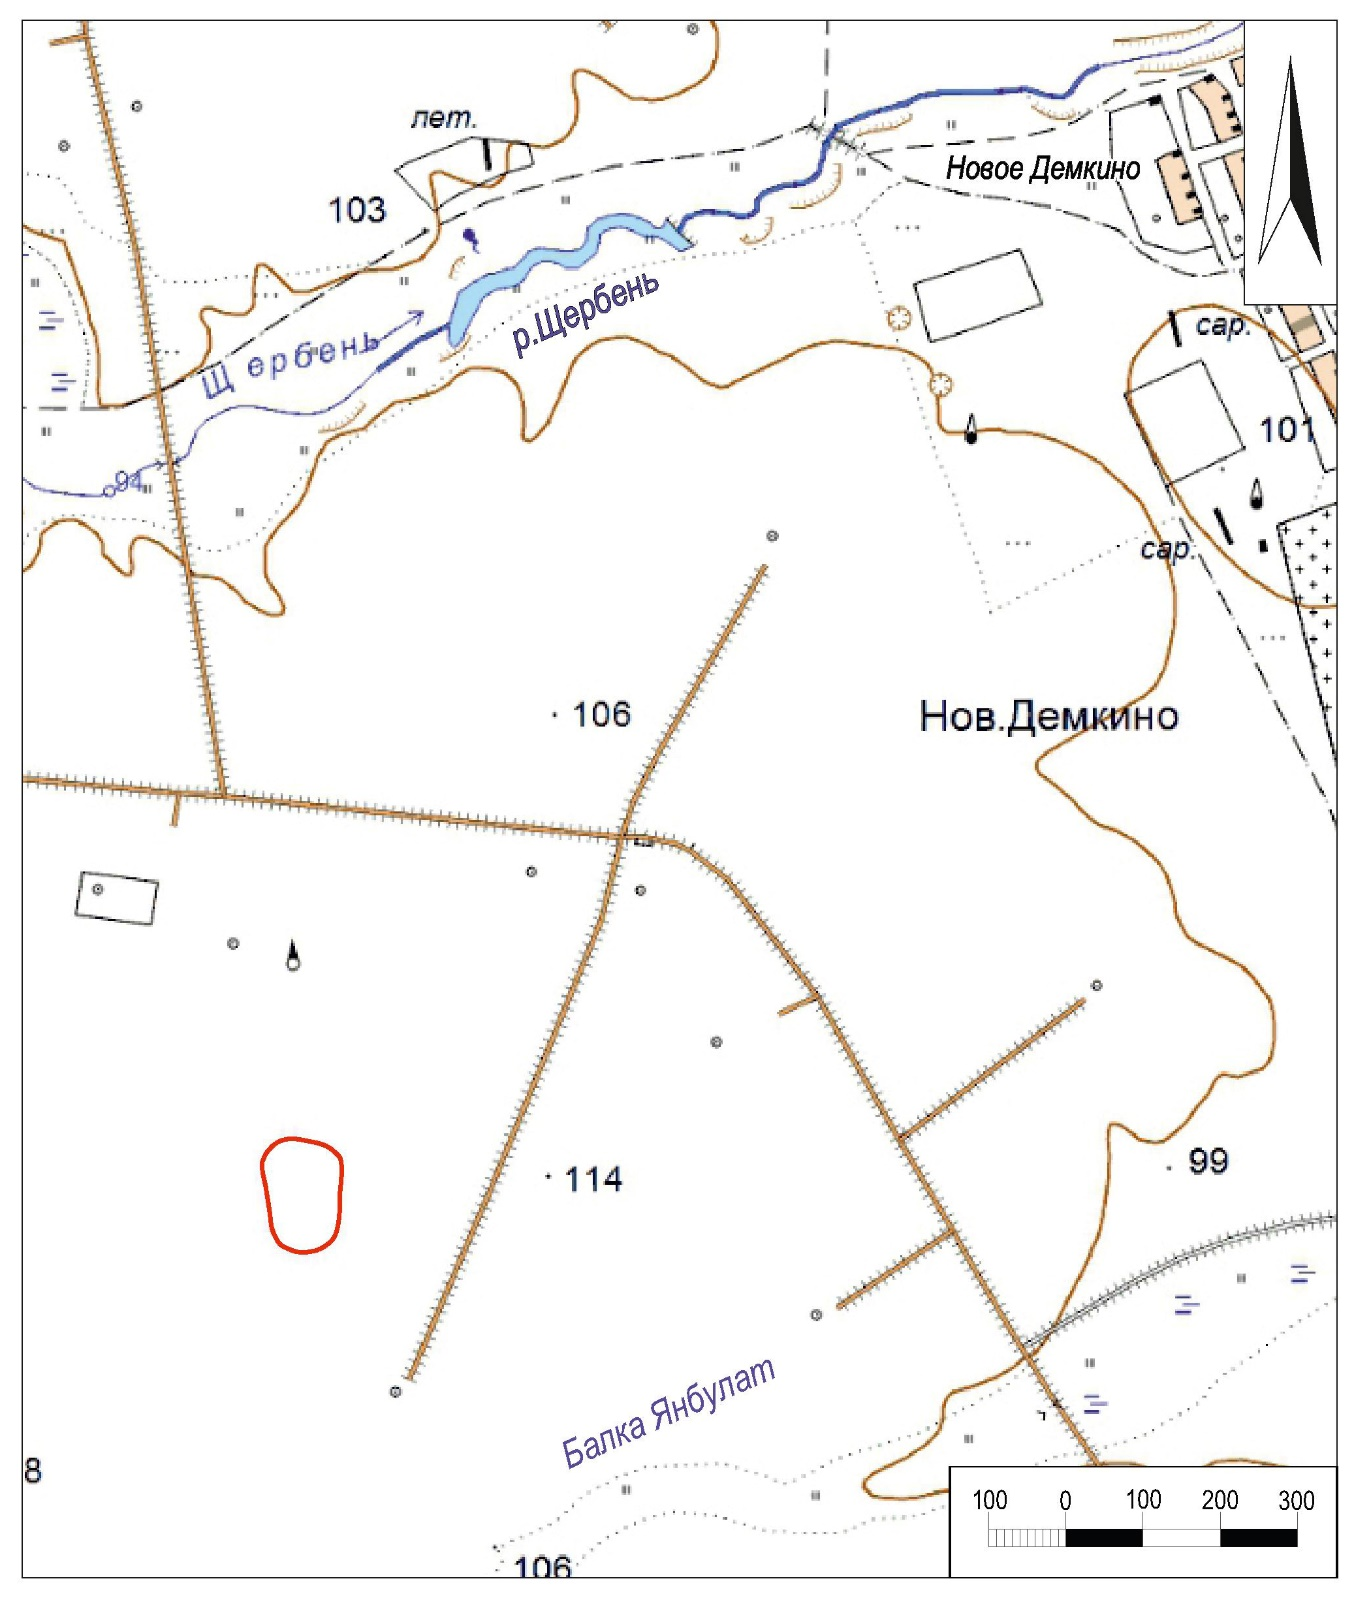 лет.
Новое Демкино
103
р.Щербень
Щербень
сар.
101
94
сар.
106
Нов.Демкино
114
99
Балка Янбулат
8
106
100 0 100 200 300